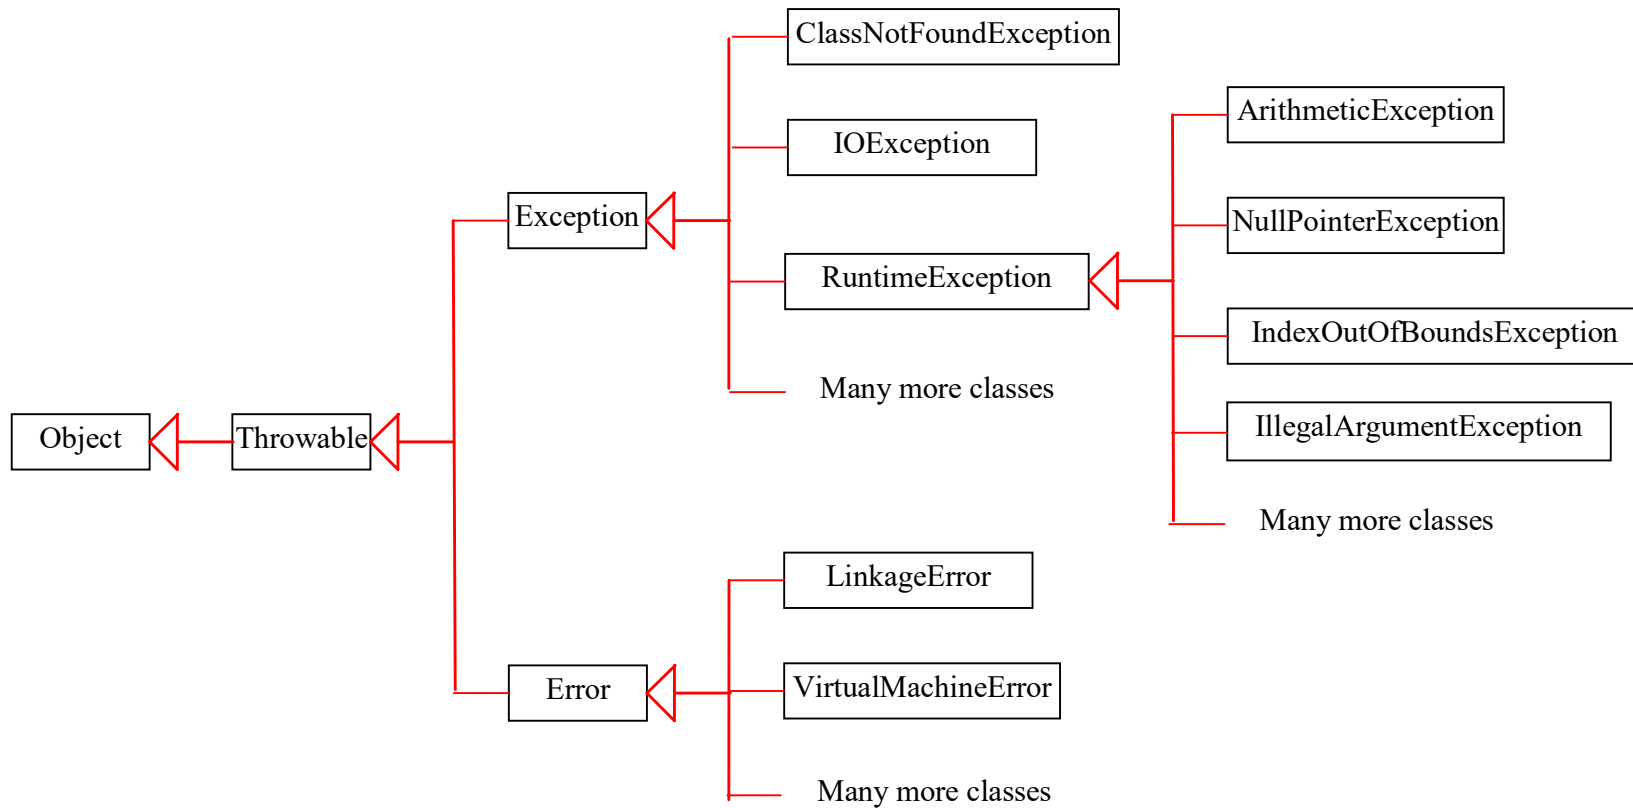 ClassNotFoundException
ArithmeticException
IOException
Exception
NullPointerException
RuntimeException
IndexOutOfBoundsException
Many more classes
Object
Throwable
IllegalArgumentException
Many more classes
LinkageError
Error
VirtualMachineError
Many more classes